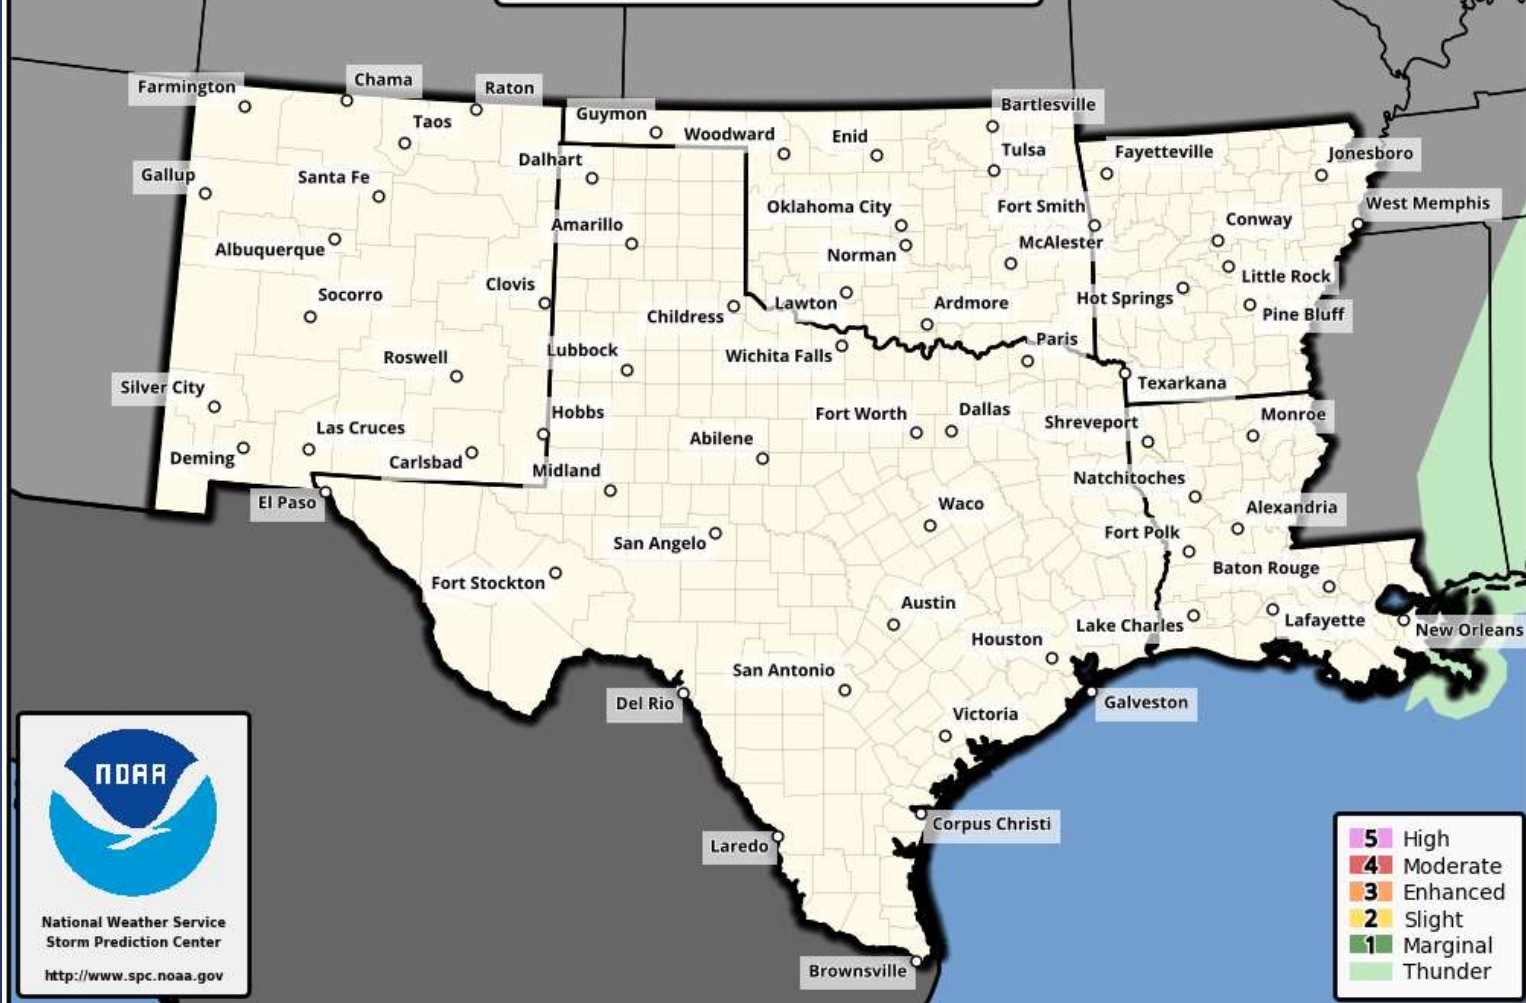 Farmington
Chama
Raton
Guymon
Bartlesville
Taos
Woodward
Enid
Tulsa
Fayetteville
Jonesboro
Dalhart
Gallup
Santa Fe
Oklahoma City
Fort Smith
West Memphis
Amarillo
Conway
Albuquerque
Norman
McAlester
Little Rock
Socorro
Clovis
Lawton
Ardmore
Hot Springs
Pine Bluff
Childress
Paris
Roswell
Lubbock
Wichita Falls
Texarkana
Silver City
Las Cruces
Hobbs
Fort Worth
Dallas
Shreveport
Monroe
Abilene
Deming
Carlsbad
Midland
Natchitoches
El Paso
Waco
Alexandria
San Angelo
Fort Polk
Fort Stockton
Baton Rouge
Austin
Houston
Lake Charles
Lafayette
New Orleans
San Antonio
Del Rio
Galveston
Victoria
Corpus Christi
Laredo
Brownsville
NOAA
National Weather Service
Storm Prediction Center
http://www.spc.noaa.gov
5 High
4 Moderate
3 Enhanced
2 Slight
1 Marginal
Thunder